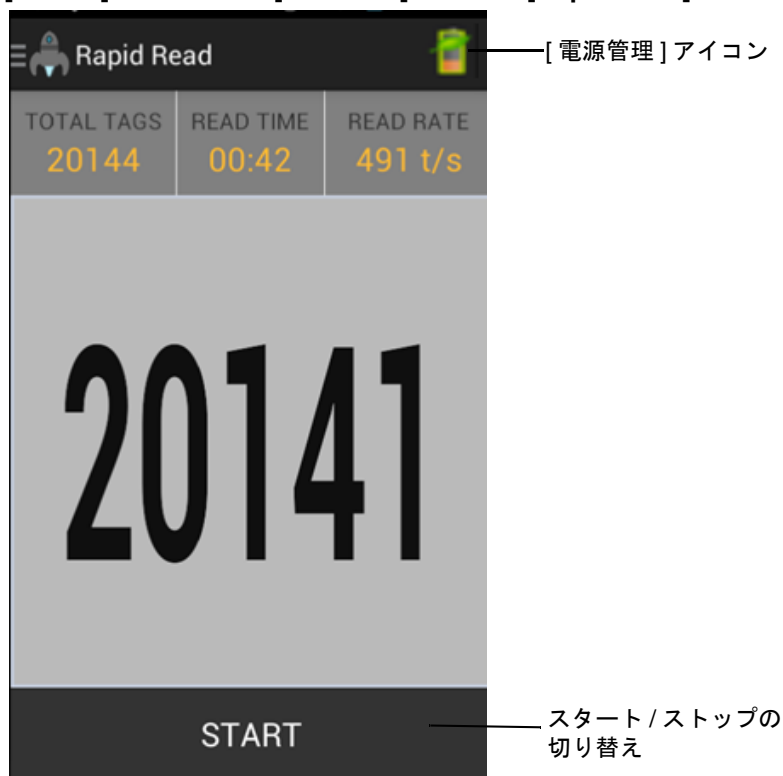 Rapid Read
[ 電源管理 ] アイコン
TOTAL TAGS READ TIME READ RATE
20144 00:42 491 t/s
20141
START
スタート / ストップの
切り替え